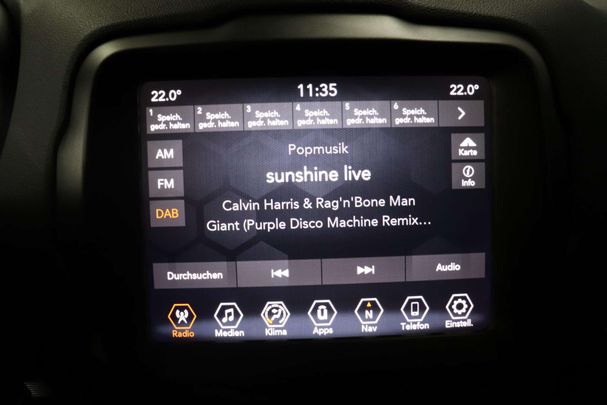 22.0° 11:35 22.0°
1 Speich. gedr. halten 2 Speich. gedr. halten 3 Speich. gedr. halten 4 Speich. gedr. halten 5 Speich. gedr. halten 6 Speich. gedr. halten
AM
Popmusik
Karte
FM
sunshine live
Info
DAB
Calvin Harris & Rag'n'Bone Man
Giant (Purple Disco Machine Remix...
Durchsuchen Audio
N
Radio Medien Klima Apps Nav Telefon Einstell.